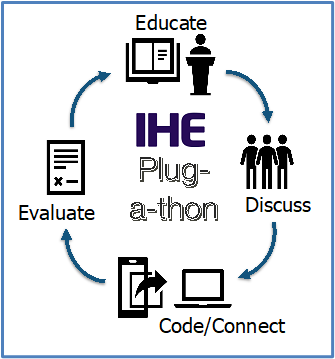 Educate
IHE
Plug-
a-thon
Evaluate
Discuss
Code/Connect